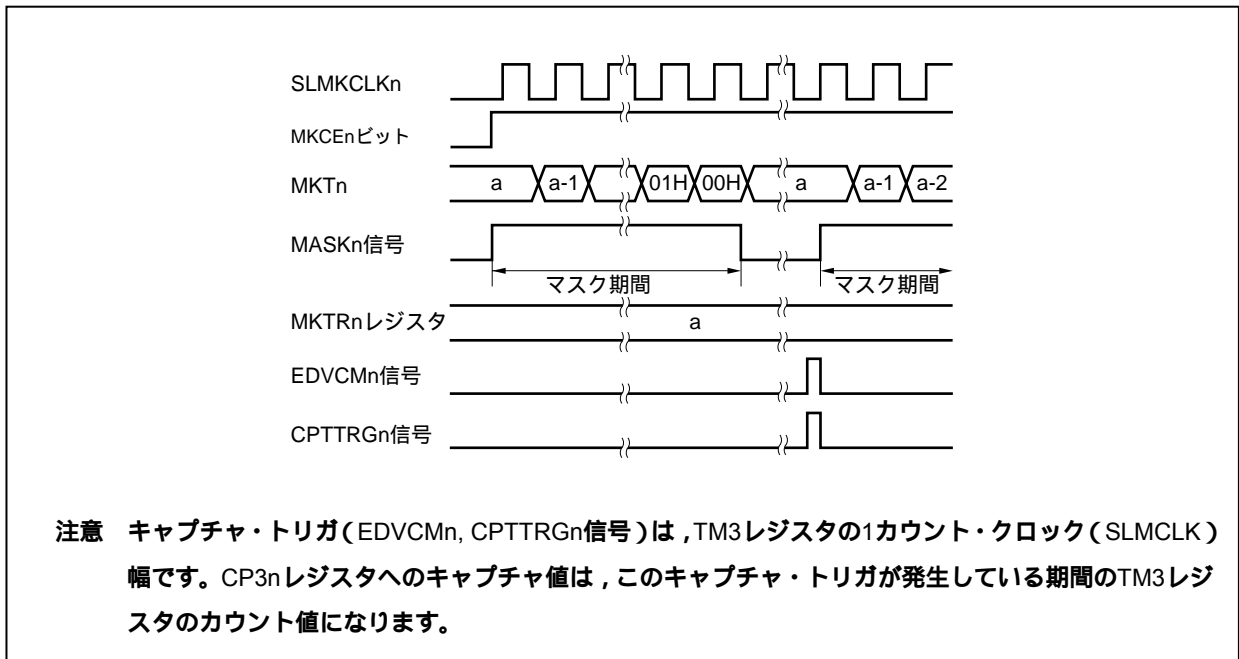 SLMKCLKn
MKCEnビット
MKTn a a-1 01H 00H a a-1 a-2
MASKn信号
マスク期間 マスク期間
MKTRnレジスタ a
EDVCMn信号
CPTTRGn信号
注意 キャプチャ・トリガ（EDVCMn, CPTTRGn信号）は，TM3レジスタの1カウント・クロック（SLMCLK）
幅です。CP3nレジスタへのキャプチャ値は，このキャプチャ・トリガが発生している期間のTM3レジ
スタのカウント値になります。